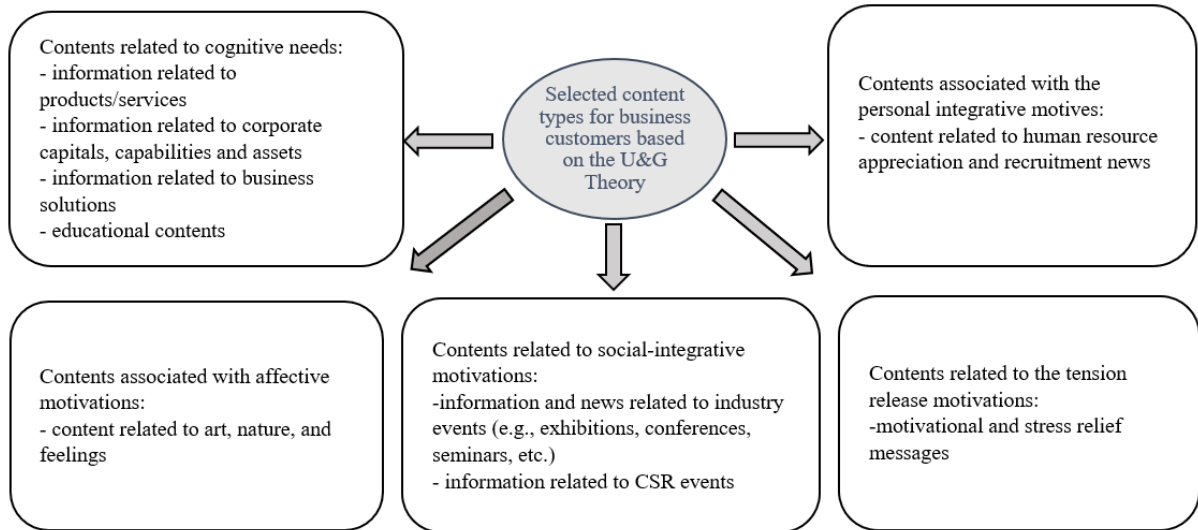 Contents related to cognitive needs:
- information related to
products/services
- information related to corporate
capitals, capabilities and assets
- information related to business
solutions
- educational contents
Selected content
types for business
customers based
on the U&G
Theory
Contents associated with the
personal integrative motives:
- content related to human resource
appreciation and recruitment news
Contents associated with affective
motivations:
- content related to art, nature, and
feelings
Contents related to social-integrative
motivations:
-information and news related to industry
events (e.g., exhibitions, conferences,
seminars, etc.)
- information related to CSR events
Contents related to the tension
release motivations:
-motivational and stress relief
messages